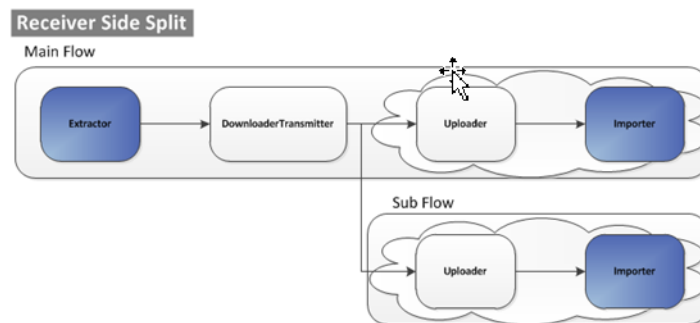 Receiver Side Split
Main Flow
Extractor
DownloaderTransmitter
Uploader
Importer
Sub Flow
Uploader
Importer